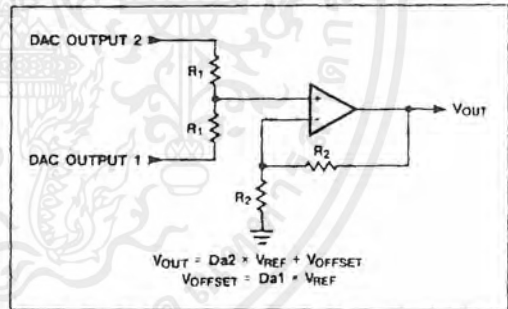 DAC OUTPUT 2
R₁
R₁
DAC OUTPUT 1
+
-
VOUT
R₂
R₂
VOUT = Da2 × VREF + VOFFSET
VOFFSET = Da1 × VREF